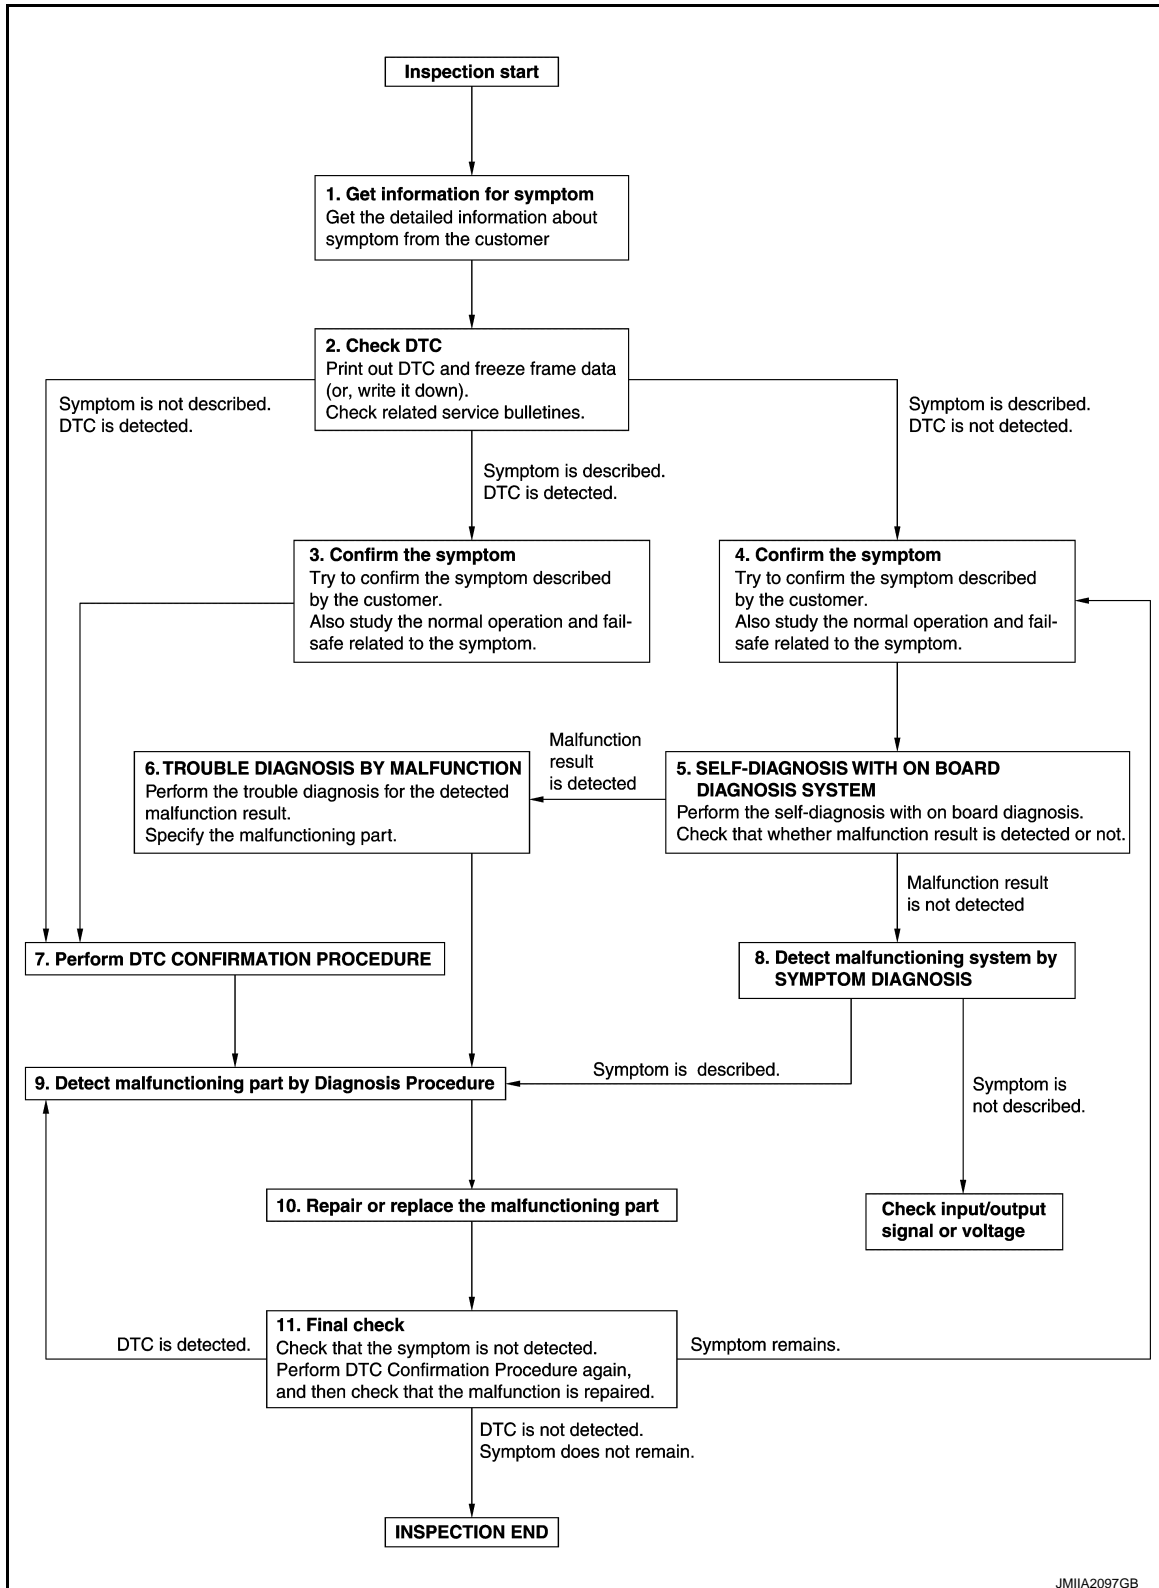 Inspection start
1. Get information for symptom
Get the detailed information about
symptom from the customer
2. Check DTC
Print out DTC and freeze frame data
(or, write it down).
Check related service bulletines.
Symptom is not described.
DTC is detected.
Symptom is described.
DTC is not detected.
Symptom is described.
DTC is detected.
3. Confirm the symptom
Try to confirm the symptom described
by the customer.
Also study the normal operation and fail-
safe related to the symptom.
4. Confirm the symptom
Try to confirm the symptom described
by the customer.
Also study the normal operation and fail-
safe related to the symptom.
Malfunction
result
is detected
6. TROUBLE DIAGNOSIS BY MALFUNCTION
Perform the trouble diagnosis for the detected
malfunction result.
Specify the malfunctioning part.
5. SELF-DIAGNOSIS WITH ON BOARD
DIAGNOSIS SYSTEM
Perform the self-diagnosis with on board diagnosis.
Check that whether malfunction result is detected or not.
Malfunction result
is not detected
7. Perform DTC CONFIRMATION PROCEDURE
8. Detect malfunctioning system by
SYMPTOM DIAGNOSIS
Symptom is described.
9. Detect malfunctioning part by Diagnosis Procedure
Symptom is
not described.
10. Repair or replace the malfunctioning part
Check input/output
signal or voltage
11. Final check
Check that the symptom is not detected.
Perform DTC Confirmation Procedure again,
and then check that the malfunction is repaired.
DTC is detected.
Symptom remains.
DTC is not detected.
Symptom does not remain.
INSPECTION END
JMIIA2097GB